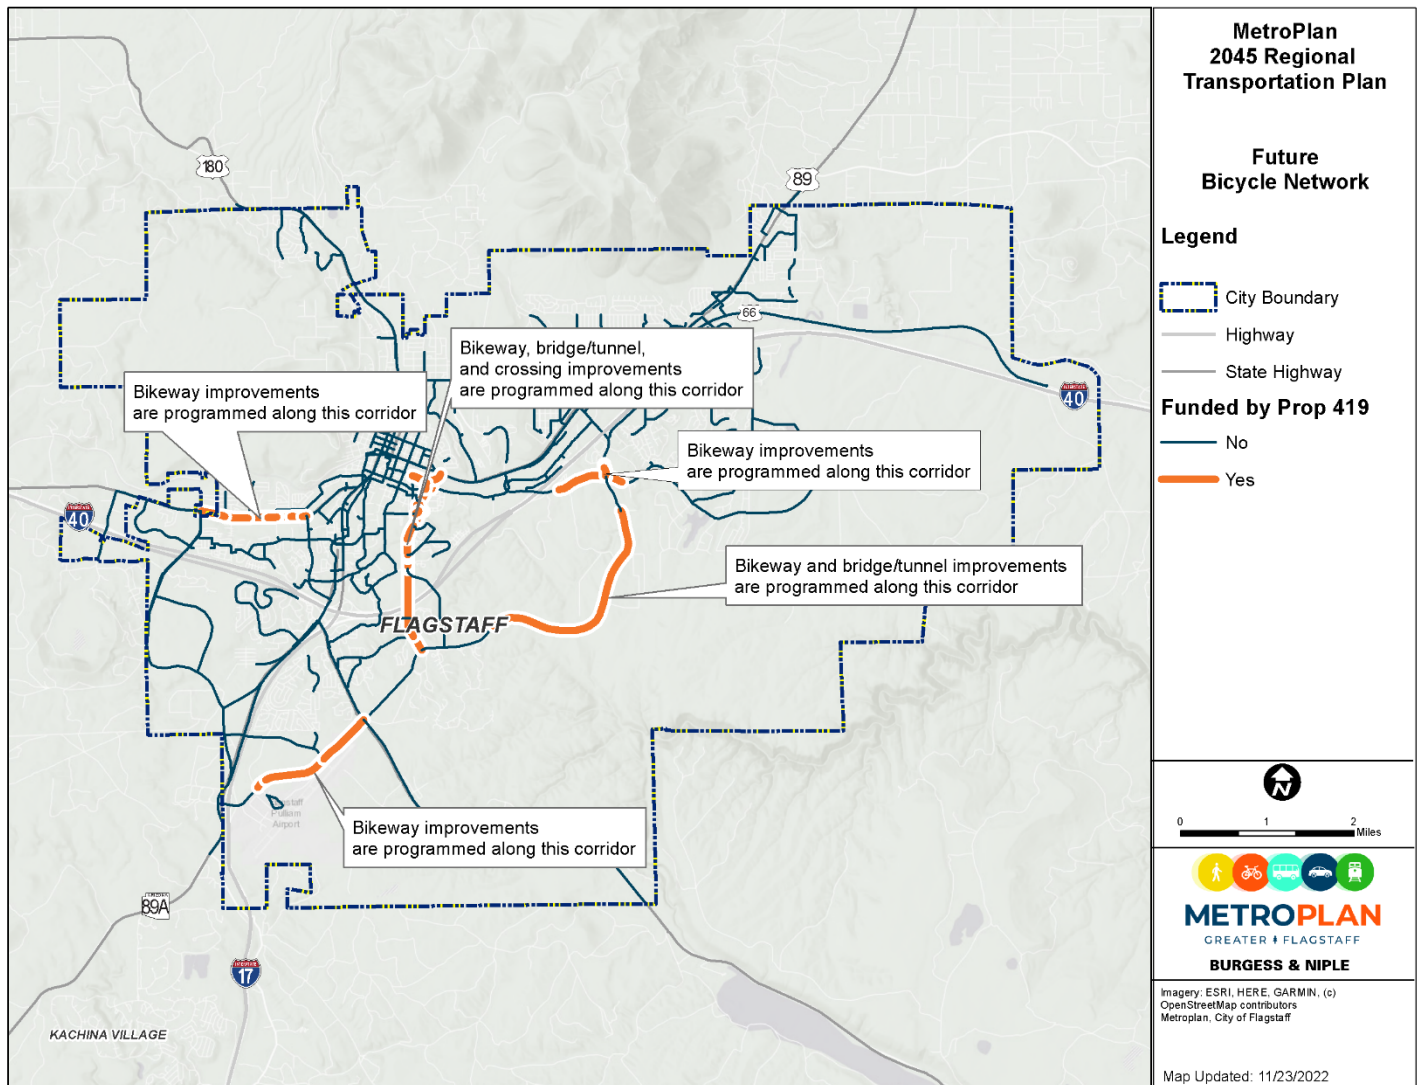 MetroPlan
2045 Regional
Transportation Plan
Future
Bicycle Network
Legend
City Boundary
Highway
State Highway
Funded by Prop 419
No
Yes
180
89
66
Bikeway, bridge/tunnel,
and crossing improvements
are programmed along this corridor
Bikeway improvements
are programmed along this corridor
40
Bikeway improvements
are programmed along this corridor
40
Bikeway and bridge/tunnel improvements
are programmed along this corridor
FLAGSTAFF
Pulliam
Airport
Bikeway improvements
are programmed along this corridor
89A
17
KACHINA VILLAGE
N
0 1 2
Miles
METROPLAN
GREATER FLAGSTAFF
BURGESS & NIPLE
Imagery: ESRI, HERE, GARMIN, (c)
OpenStreetMap contributors
Metroplan, City of Flagstaff
Map Updated: 11/23/2022